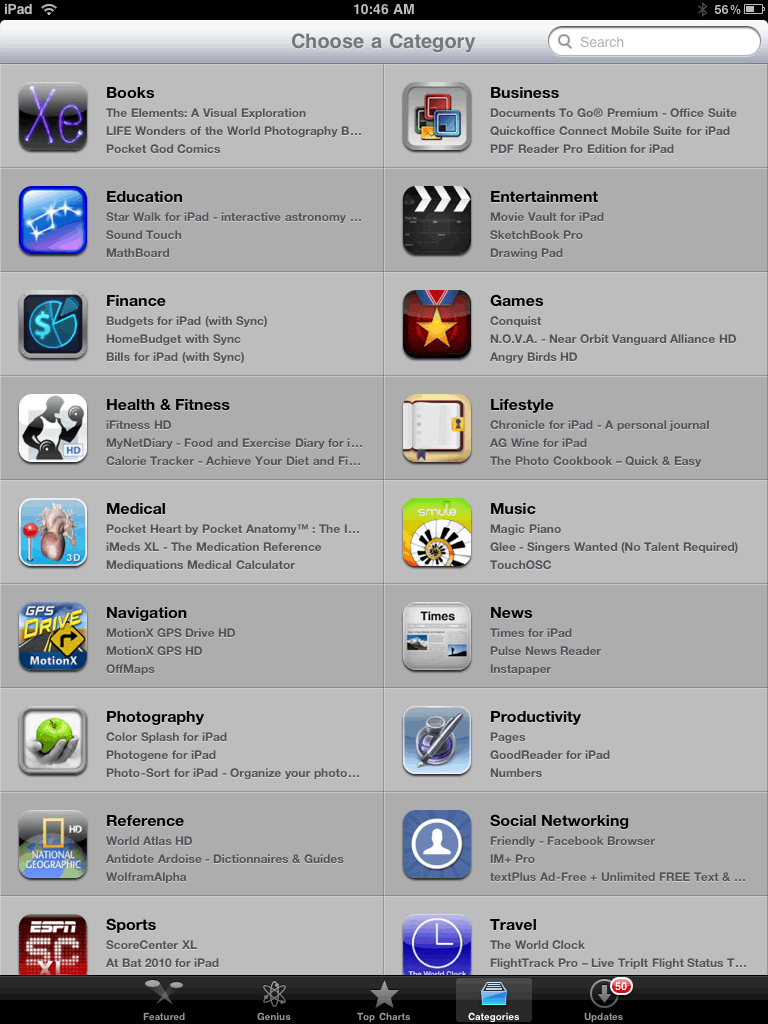 iPad 10:46 AM 56%
Choose a Category
Search
Xe
Books
The Elements: A Visual Exploration
LIFE Wonders of the World Photography B...
Pocket God Comics
Business
Documents To Go® Premium - Office Suite
Quickoffice Connect Mobile Suite for iPad
PDF Reader Pro Edition for iPad
Education
Star Walk for iPad - interactive astronomy ...
Sound Touch
MathBoard
Entertainment
Movie Vault for iPad
SketchBook Pro
Drawing Pad
$
Finance
Budgets for iPad (with Sync)
HomeBudget with Sync
Bills for iPad (with Sync)
Games
Conquist
N.O.V.A. - Near Orbit Vanguard Alliance HD
Angry Birds HD
HD
Health & Fitness
iFitness HD
MyNetDiary - Food and Exercise Diary for i...
Calorie Tracker - Achieve Your Diet and Fi...
Lifestyle
Chronicle for iPad - A personal journal
AG Wine for iPad
The Photo Cookbook – Quick & Easy
3D
Medical
Pocket Heart by Pocket Anatomy™ : The I...
iMeds XL - The Medication Reference
Mediquations Medical Calculator
smule
Music
Magic Piano
Glee - Singers Wanted (No Talent Required)
TouchOSC
GPS
DRIVE
MotionX
Navigation
MotionX GPS Drive HD
MotionX GPS HD
OffMaps
Times
News
Times for iPad
Pulse News Reader
Instapaper
Photography
Color Splash for iPad
Photogene for iPad
Photo-Sort for iPad - Organize your photo...
Productivity
Pages
GoodReader for iPad
Numbers
HD
NATIONAL
GEOGRAPHIC
Reference
World Atlas HD
Antidote Ardoise - Dictionnaires & Guides
WolframAlpha
Social Networking
Friendly - Facebook Browser
IM+ Pro
textPlus Ad-Free + Unlimited FREE Text & ...
ESPN
SC
XL
Sports
ScoreCenter XL
At Bat 2010 for iPad
The World Clock
Travel
The World Clock
FlightTrack Pro – Live TripIt Flight Status T...
50
Featured
Genius
Top Charts
Categories
Updates